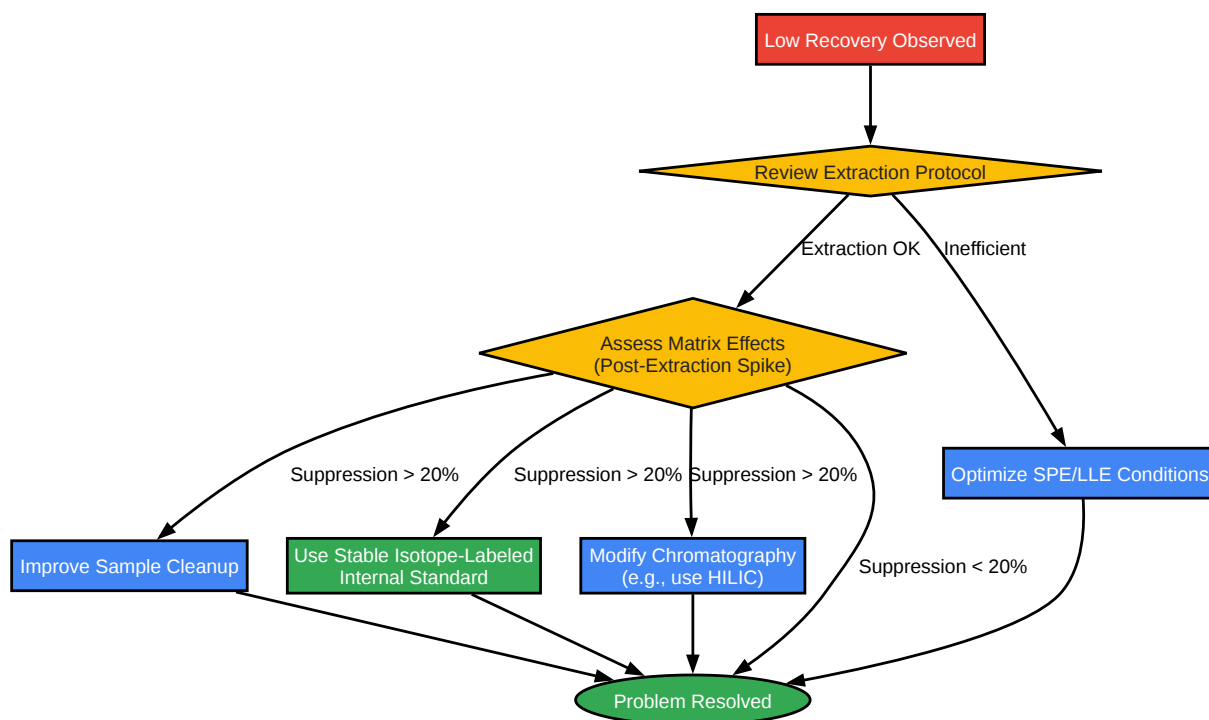 Low Recovery Observed
Review Extraction Protocol
Extraction OK
Inefficient
Assess Matrix Effects
(Post-Extraction Spike)
Suppression > 20%
Suppression > 20%
Suppression > 20%
Optimize SPE/LLE Conditions
Improve Sample Cleanup
Use Stable Isotope-Labeled
Internal Standard
Modify Chromatography
(e.g., use HILIC)
Suppression < 20%
Problem Resolved